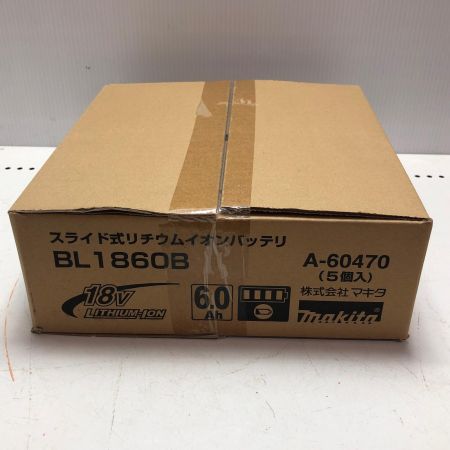 スライド式リチウムイオンバッテリ
BL1860B
A-60470
(5個入)
株式会社マキタ
18V
LITHIUM-ION
6.0
Ah
makita